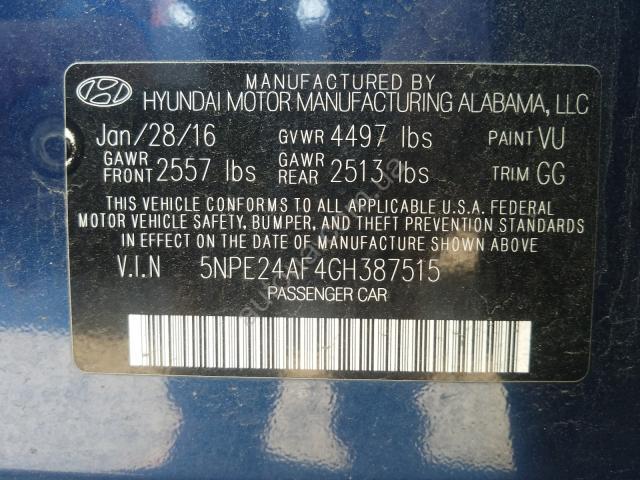 MANUFACTURED BY
HYUNDAI MOTOR MANUFACTURING ALABAMA, LLC
Jan/28/16 GVWR 4497 lbs PAINT VU
GAWR FRONT 2557 lbs GAWR REAR 2513 lbs TRIM GG
THIS VEHICLE CONFORMS TO ALL APPLICABLE U.S.A. FEDERAL
MOTOR VEHICLE SAFETY, BUMPER, AND THEFT PREVENTION STANDARDS
IN EFFECT ON THE DATE OF MANUFACTURE SHOWN ABOVE
V.I.N 5NPE24AF4GH387515
PASSENGER CAR